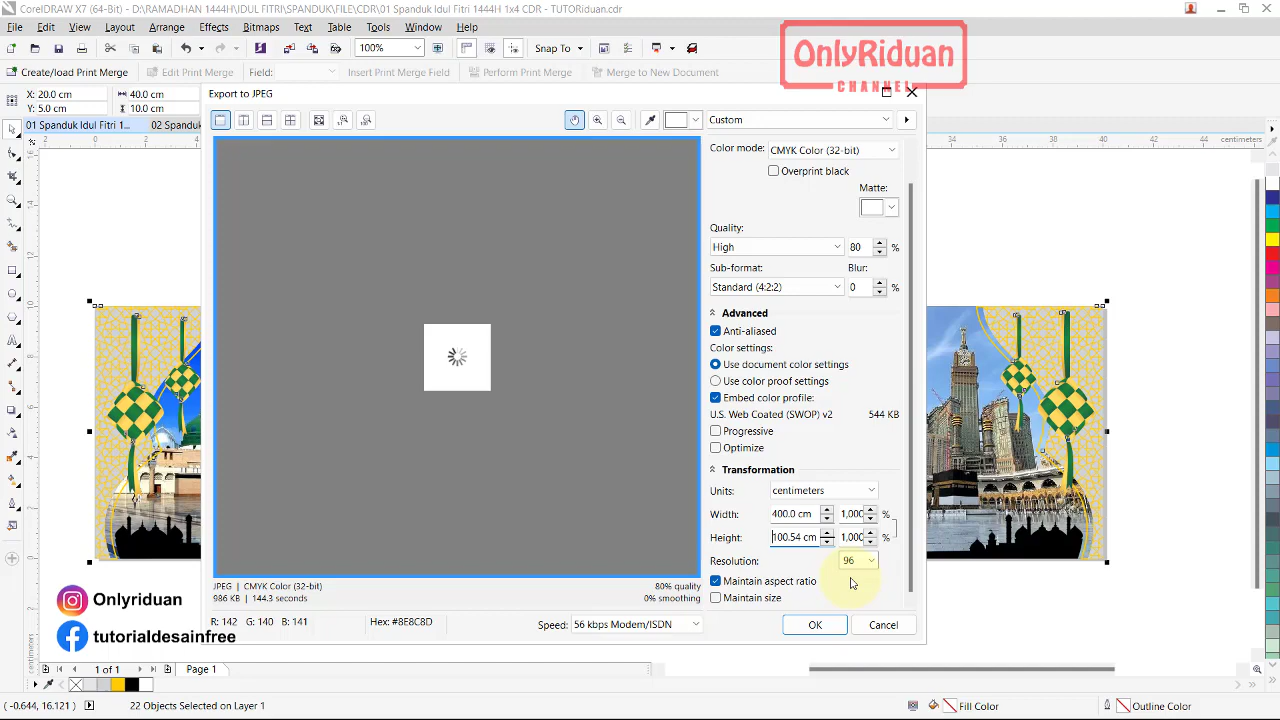 CorelDRAW X7 (64-Bit) - D:\RAMADHAN 1444H\IDUL FITRI\SPANDUK\FILE\CDR\01 Spanduk Idul Fitri 1444H 1x4 CDR - TUTORiduan.cdr
File Edit View Layout Arrange Effects Bitmaps Text Table Tools Window Help
100% Snap To
OnlyRiduan
CHANNEL
Create/load Print Merge Edit Print Merge Field: Insert Print Merge Field Perform Print Merge Merge to New Document
X: 20.0 cm
Y: 5.0 cm
10.0 cm
Export to JPEG
01 Spanduk Idul Fitri 1... 02 Spandu
Custom
0 2 34 36 38 40 42 44 centimeters
Color mode: CMYK Color (32-bit)
Overprint black
Matte:
Quality:
High 80 %
Sub-format: Blur:
Standard (4:2:2) 0 %
Advanced
Anti-aliased
Color settings:
Use document color settings
Use color proof settings
Embed color profile:
U.S. Web Coated (SWOP) v2 544 KB
Progressive
Optimize
Transformation
Units: centimeters
Width: 400.0 cm 1,000 %
Height: 100.54 cm 1,000 %
Resolution: 96
Maintain aspect ratio
Maintain size
JPEG | CMYK Color (32-bit) 80% quality
986 KB | 144.3 seconds 0% smoothing
142 G: 140 B: 141 Hex: #8E8C8D Speed: 56 kbps Modem/ISDN OK Cancel
Onlyriduan
tutorialdesainfree
1 of 1 Page 1
(-0.644, 16.121) 22 Objects Selected on Layer 1 Fill Color Outline Color